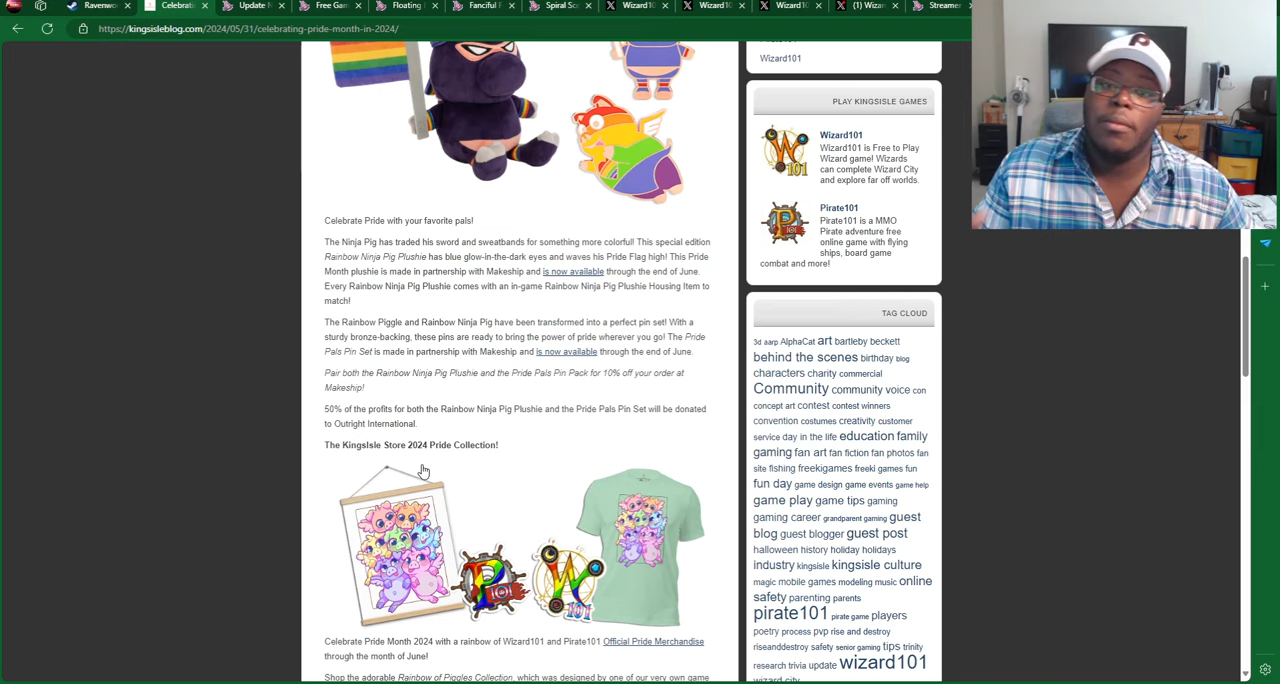 Ravenwo
Celebrati
Update N
Free Gam
Floating
Fanciful F
Spiral Sco
Wizard10
Wizard10
Wizard10
(1) Wizar
Streamer
https://kingsisleblog.com/2024/05/31/celebrating-pride-month-in-2024/
Celebrate Pride with your favorite pals!
The Ninja Pig has traded his sword and sweatbands for something more colorful! This special edition
Rainbow Ninja Pig Plushie has blue glow-in-the-dark eyes and waves his Pride Flag high! This Pride
Month plushie is made in partnership with Makeship and is now available through the end of June.
Every Rainbow Ninja Pig Plushie comes with an in-game Rainbow Ninja Pig Plushie Housing Item to
match!
The Rainbow Piggle and Rainbow Ninja Pig have been transformed into a perfect pin set! With a
sturdy bronze-backing, these pins are ready to bring the power of pride wherever you go! The Pride
Pals Pin Set is made in partnership with Makeship and is now available through the end of June.
Pair both the Rainbow Ninja Pig Plushie and the Pride Pals Pin Pack for 10% off your order at
Makeship!
50% of the profits for both the Rainbow Ninja Pig Plushie and the Pride Pals Pin Set will be donated
to Outright International.
The KingsIsle Store 2024 Pride Collection!
P 101
W 101
Celebrate Pride Month 2024 with a rainbow of Wizard101 and Pirate101 Official Pride Merchandise
through the month of June!
Shop the adorable Rainbow of Piggles Collection, which was designed by one of our very own game
Wizard101
PLAY KINGSISLE GAMES
W 101
Wizard101
Wizard101 is Free to Play
Wizard game! Wizards
can complete Wizard City
and explore far off worlds.
P 101
Pirate101
Pirate101 is a MMO
Pirate adventure free
online game with flying
ships, board game
combat and more!
TAG CLOUD
3d aarp AlphaCat art bartleby beckett
behind the scenes birthday blog
characters charity commercial
Community community voice con
concept art contest contest winners
convention costumes creativity customer
service day in the life education family
gaming fan art fan fiction fan photos fan
site fishing freekigames freeki games fun
fun day game design game events game help
game play game tips gaming
gaming career grandparent gaming guest
blog guest blogger guest post
halloween history holiday holidays
industry kingsisle kingsisle culture
magic mobile games modeling music online
safety parenting parents
pirate101 pirate game players
poetry process pvp rise and destroy
riseanddestroy safety senior gaming tips trinity
research trivia update wizard101
wizard city